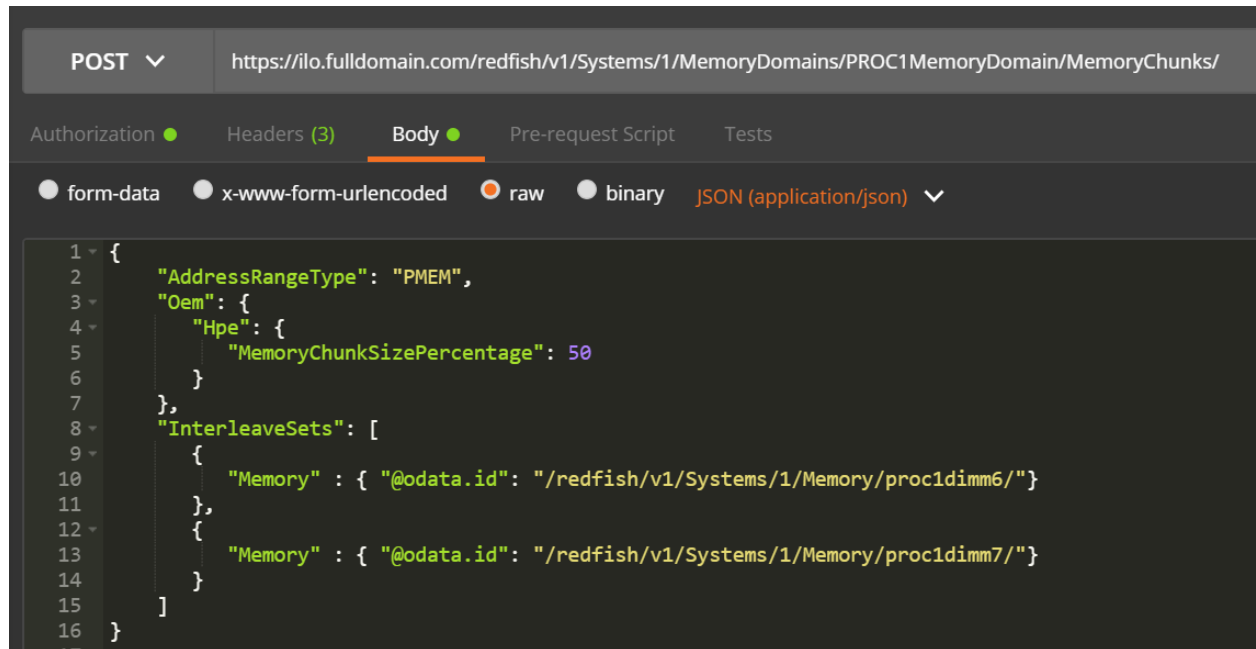 POST https://ilo.fulldomain.com/redfish/v1/Systems/1/MemoryDomains/PROC1MemoryDomain/MemoryChunks/
Authorization Headers (3) Body Pre-request Script Tests
form-data x-www-form-urlencoded raw binary JSON (application/json)
1 {
2 "AddressRangeType": "PMEM",
3 "Oem": {
4 "Hpe": {
5 "MemoryChunkSizePercentage": 50
6 }
7 },
8 "InterleaveSets": [
9 {
10 "Memory" : { "@odata.id": "/redfish/v1/Systems/1/Memory/proc1dimm6/"}
11 },
12 {
13 "Memory" : { "@odata.id": "/redfish/v1/Systems/1/Memory/proc1dimm7/"}
14 }
15 ]
16 }